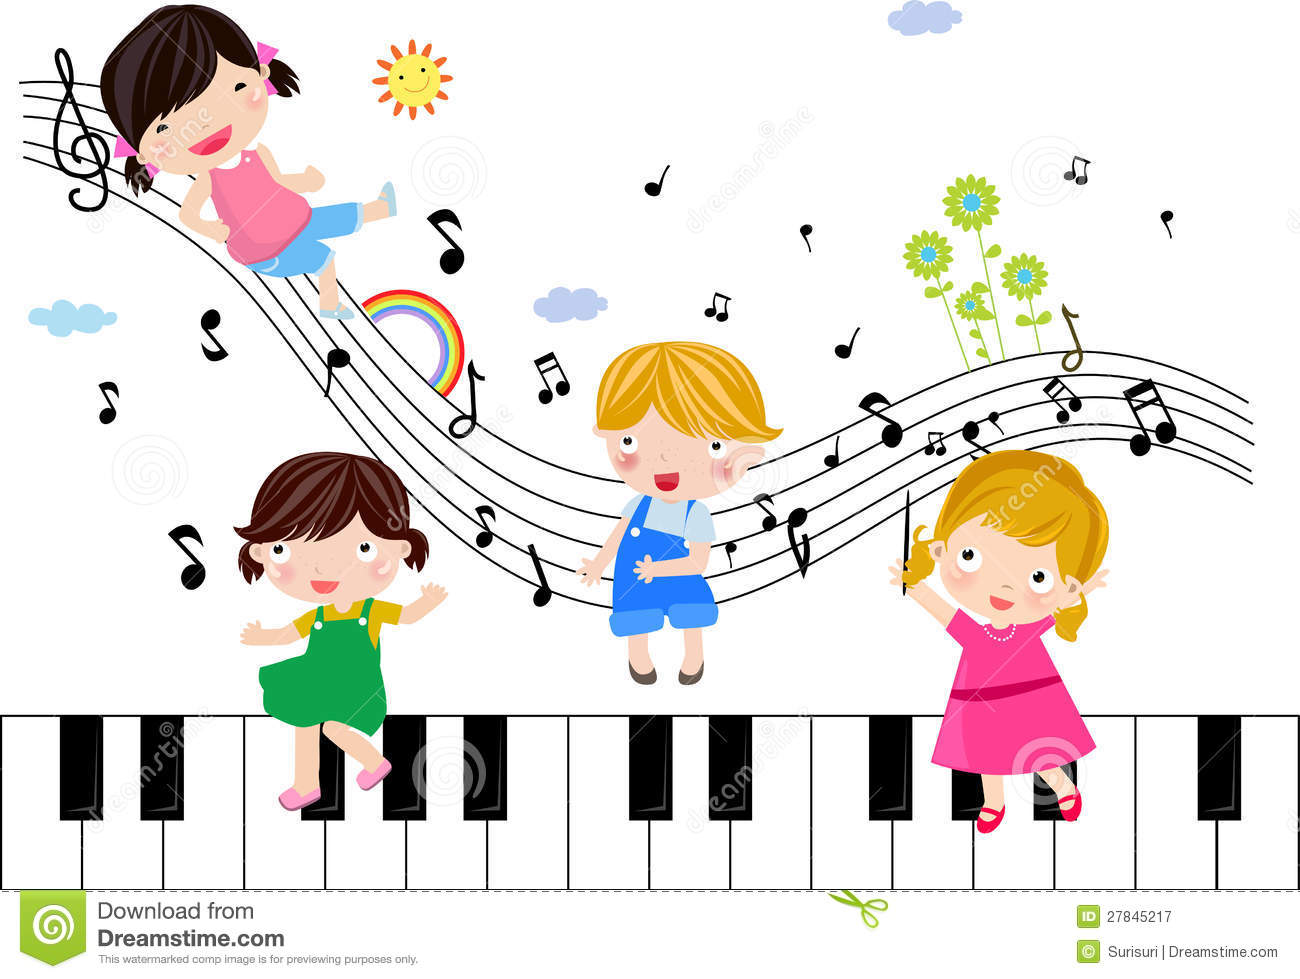 Download from
Dreamstime.com
This watermarked comp image is for previewing purposes only.
ID 27845217
© Surisuri | Dreamstime.com